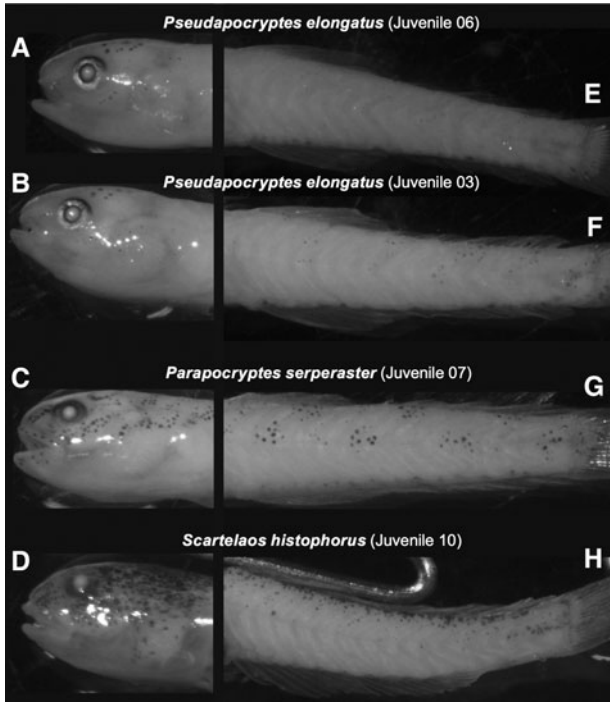 Pseudapocryptes elongatus (Juvenile 06)
A
E
Pseudapocryptes elongatus (Juvenile 03)
B
F
Parapocryptes serperaster (Juvenile 07)
C
G
Scartelaos histophorus (Juvenile 10)
D
H